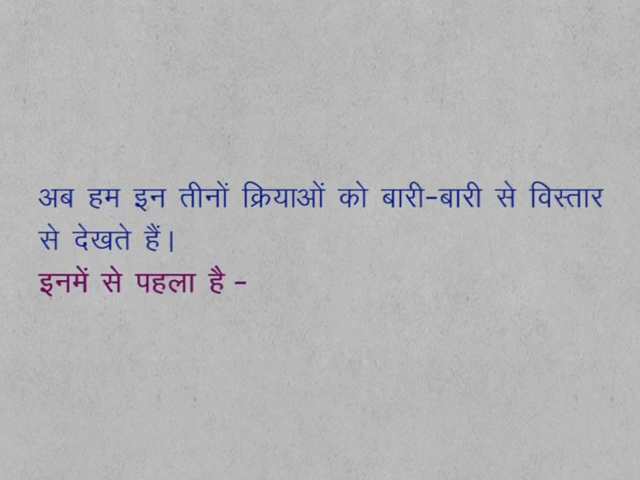 अब हम इन तीनों क्रियाओं को बारी-बारी से विस्तार
से देखते हैं।
इनमें से पहला है -